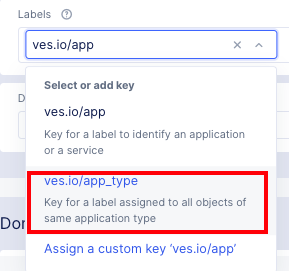 Labels
ves.io/app
Select or add key
ves.io/app
Key for a label to identify an application
or a service
D
ves.io/app_type
Key for a label assigned to all objects of
same application type
Dor
Assign a custom key ‘ves.io/app’